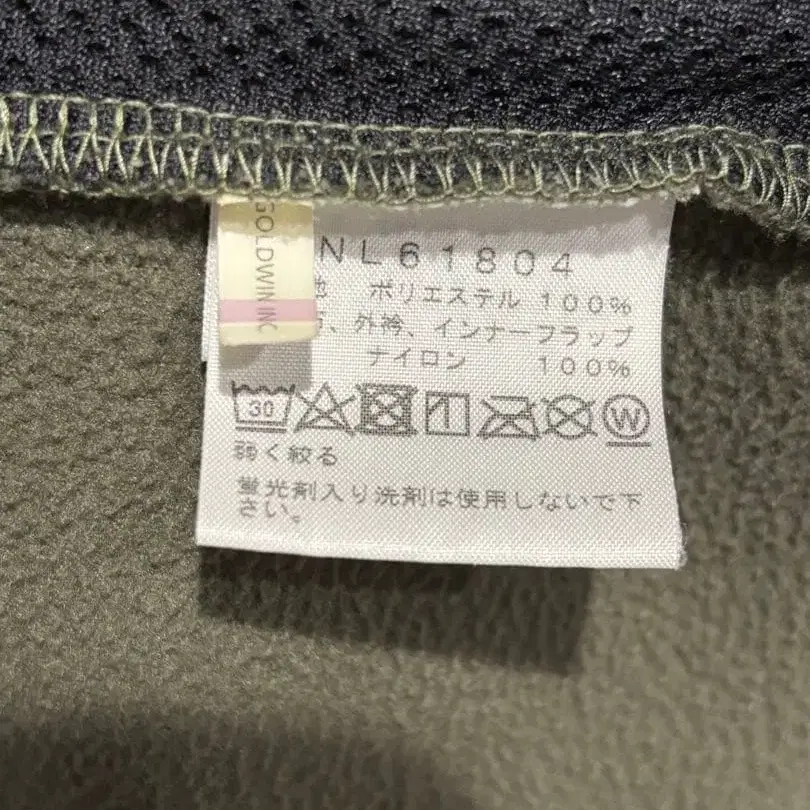 GOLDWIN INC
NL61804
地 ポリエステル 100%
、外衿、インナーフラップ
ナイロン 100%
30
W
弱く絞る
蛍光剤入り洗剤は使用しないで下
さい。